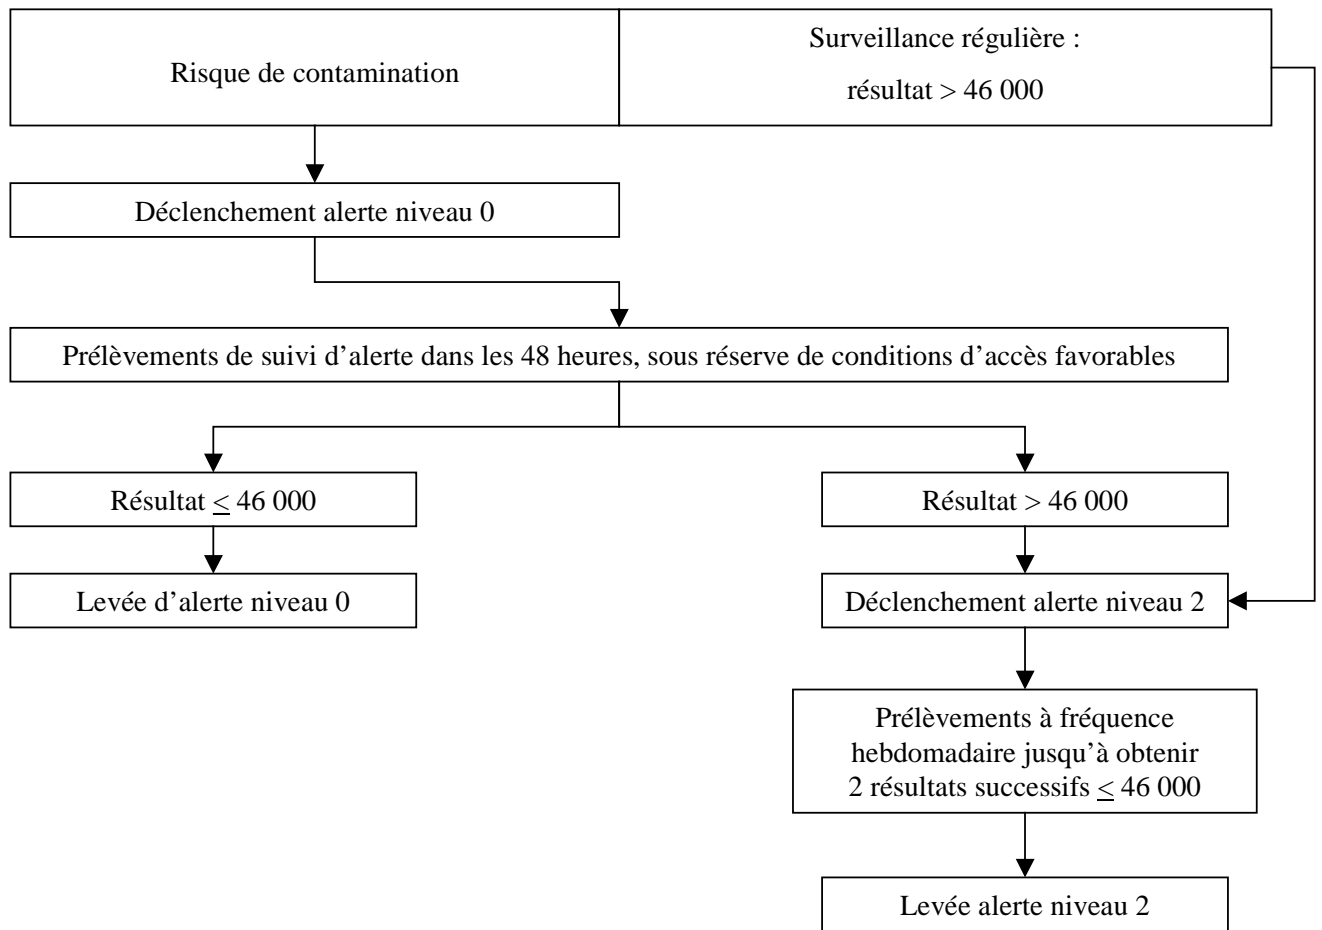 Risque de contamination
Surveillance régulière :
résultat > 46 000
Déclenchement alerte niveau 0
Prélèvements de suivi d’alerte dans les 48 heures, sous réserve de conditions d’accès favorables
Résultat ≤ 46 000
Résultat > 46 000
Levée d’alerte niveau 0
Déclenchement alerte niveau 2
Prélèvements à fréquence
hebdomadaire jusqu’à obtenir
2 résultats successifs ≤ 46 000
Levée alerte niveau 2